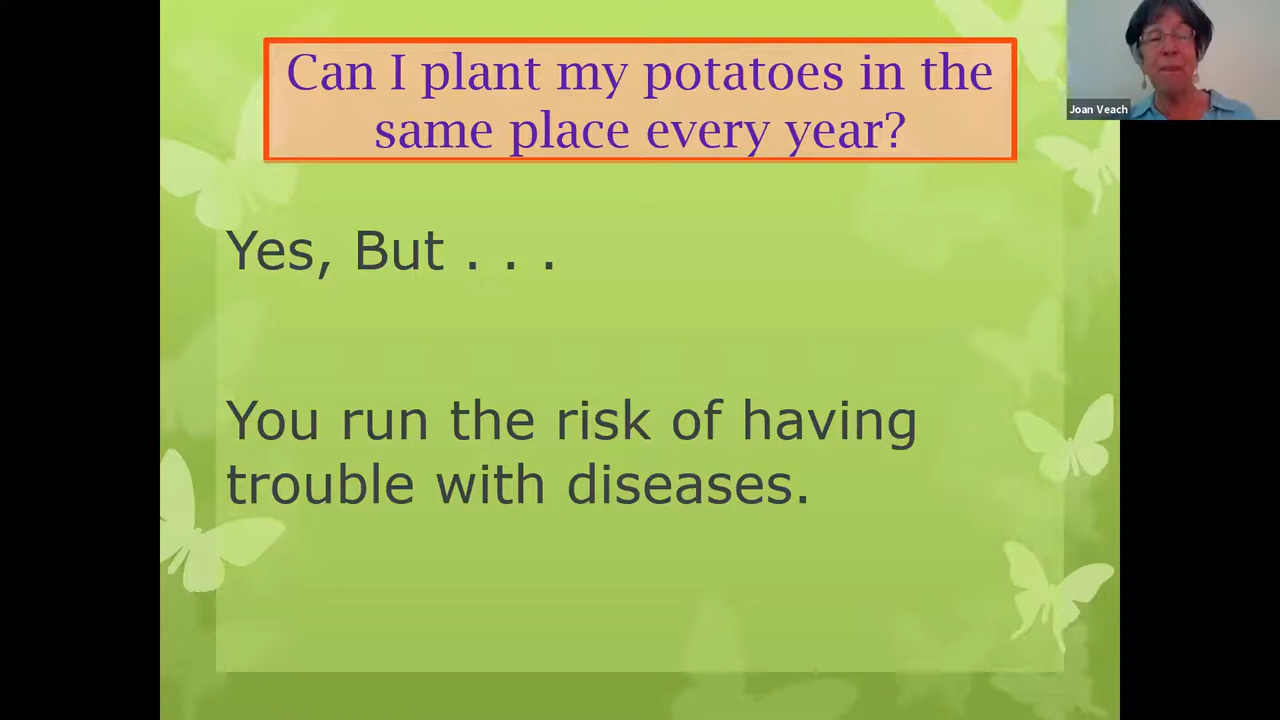 Can I plant my potatoes in the
same place every year?
Joan Veach
Yes, But . . .
You run the risk of having
trouble with diseases.